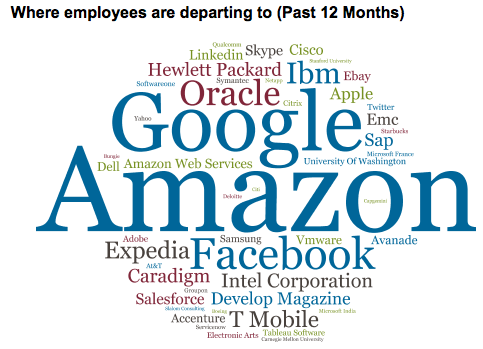 Where employees are departing to (Past 12 Months)
Qualcomm
Linkedin Skype Cisco
Stanford University
Hewlett Packard Ibm Ebay
Softwareone Symantec Netapp
Oracle Citrix Apple
Twitter
Google Emc
Yahoo Starbucks
Sap
Bungie Microsoft France
Dell Amazon Web Services University Of Washington
Amazon
Deloitte Citi Capgemini
Adobe Samsung Vmware Avanade
Expedia Facebook
AT&T
Caradigm Intel Corporation
Groupon
Salesforce Develop Magazine
Slalom Consulting Boeing Microsoft India
Accenture T Mobile
Servicenow
Electronic Arts Tableau Software
Carnegie Mellon University